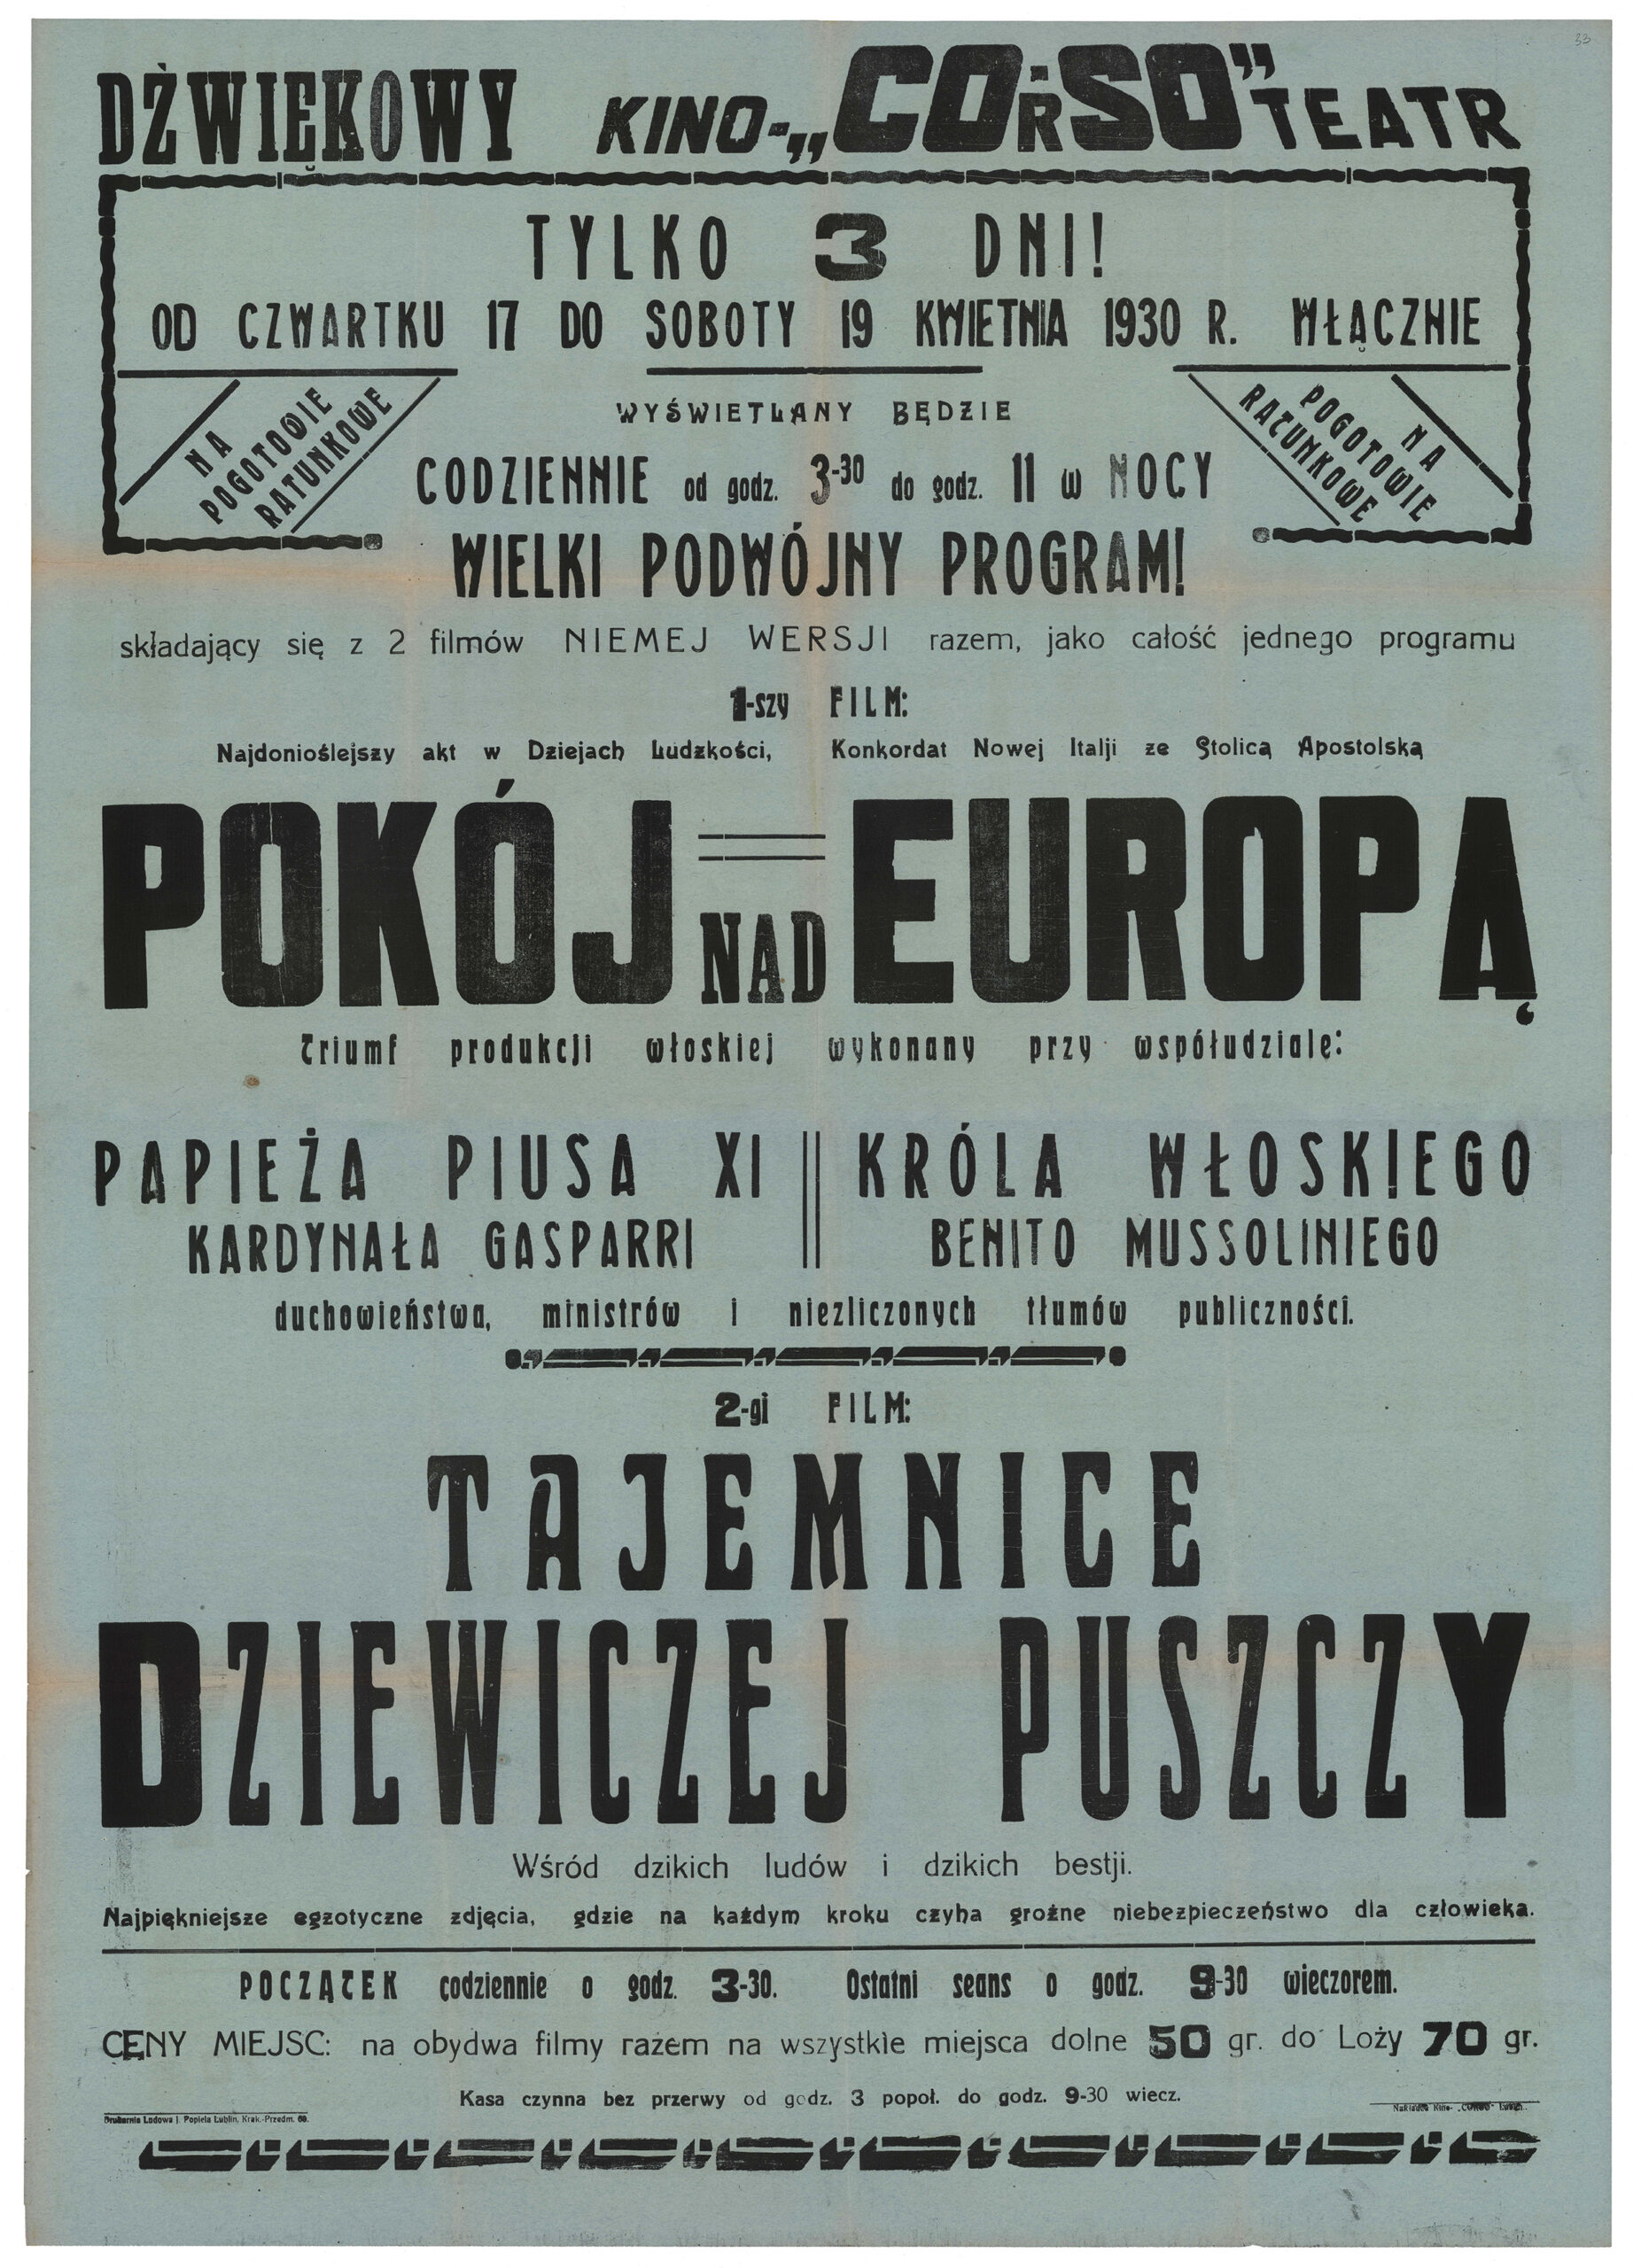 33
DŹWIĘKOWY KINO-„CORSO” TEATR
TYLKO 3 DNI!
OD CZWARTKU 17 DO SOBOTY 19 KWIETNIA 1930 R. WŁĄCZNIE
NA POGOTOWIE RATUNKOWE
NA POGOTOWIE RATUNKOWE
WYŚWIETLANY BĘDZIE
CODZIENNIE od godz. 3-30 do godz. 11 w NOCY
WIELKI PODWÓJNY PROGRAM!
składający się z 2 filmów NIEMEJ WERSJI razem, jako całość jednego programu
1-szy FILM:
Najdonioślejszy akt w Dziejach Ludzkości, Konkordat Nowej Italji ze Stolicą Apostolską
POKÓJ NAD EUROPĄ
Triumf produkcji włoskiej wykonany przy współudziale:
PAPIEŻA PIUSA XI KRÓLA WŁOSKIEGO
KARDYNAŁA GASPARRI BENITO MUSSOLINIEGO
duchowieństwa, ministrów i niezliczonych tłumów publiczności.
2-gi FILM:
TAJEMNICE
DZIEWICZEJ PUSZCZY
Wśród dzikich ludów i dzikich bestji.
Najpiękniejsze egzotyczne zdjęcia, gdzie na każdym kroku czyha groźne niebezpieczeństwo dla człowieka.
POCZĄTEK codziennie o godz. 3-30. Ostatni seans o godz. 9-30 wieczorem.
CENY MIEJSC: na obydwa filmy razem na wszystkie miejsca dolne 50 gr. do Loży 70 gr.
Kasa czynna bez przerwy od godz. 3 popoł. do godz. 9-30 wiecz.
Drukarnia Ludowa J. Popiela Lublin, Krak.-Przedm. 60.
Nakładca Kino- „CORSO” Lublin.